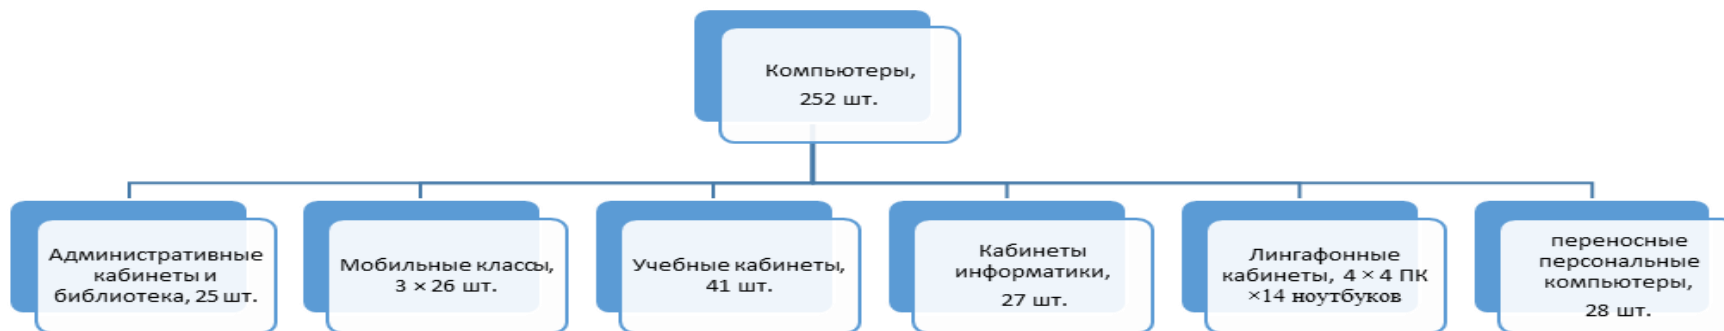 Компьютеры,
252 шт.
Административные
кабинеты и
библиотека, 25 шт.
Мобильные классы,
3 × 26 шт.
Учебные кабинеты,
41 шт.
Кабинеты
информатики,
27 шт.
Лингафонные
кабинеты, 4 × 4 ПК
×14 ноутбуков
переносные
персональные
компьютеры,
28 шт.